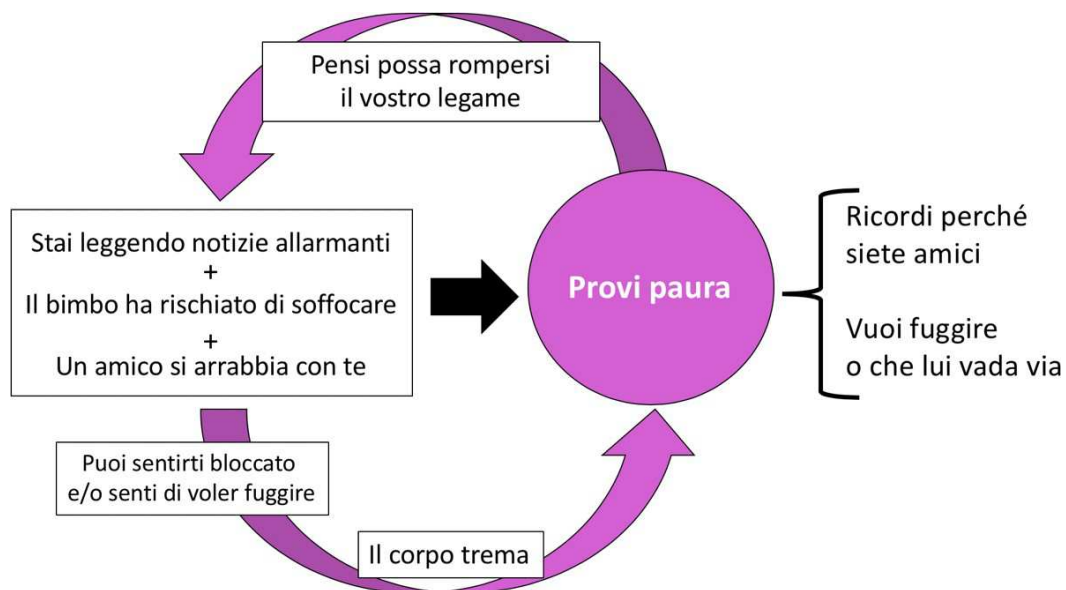 Pensi possa rompersi
il vostro legame
Stai leggendo notizie allarmanti
+
Il bimbo ha rischiato di soffocare
+
Un amico si arrabbia con te
Provi paura
Ricordi perché
siete amici
Vuoi fuggire
o che lui vada via
Puoi sentirti bloccato
e/o senti di voler fuggire
Il corpo trema